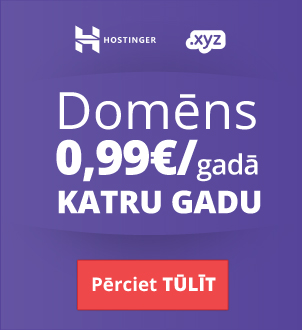 HOSTINGER .xyz
Domēns
0,99€/gadā
KATRU GADU
Pērciet TŪLĪT